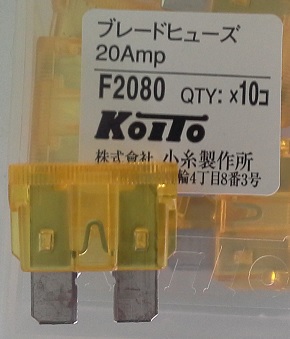 ブレードヒューズ
20Amp
F2080 QTY: x10コ
KOITO
株式会社 小糸製作所
輪4丁目8番3号